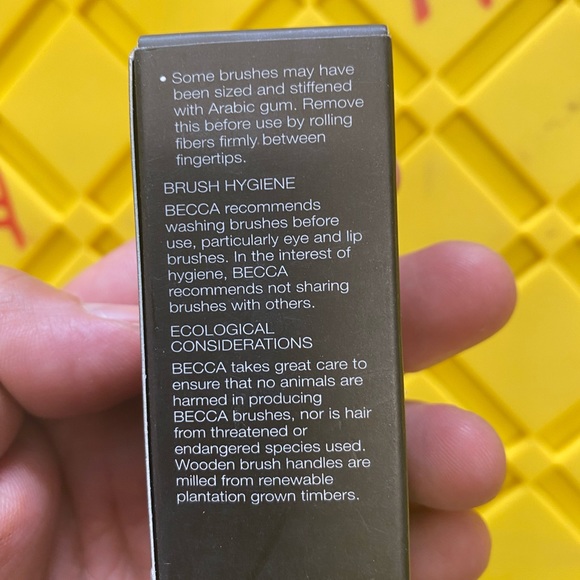 • Some brushes may have
been sized and stiffened
with Arabic gum. Remove
this before use by rolling
fibers firmly between
fingertips.
BRUSH HYGIENE
BECCA recommends
washing brushes before
use, particularly eye and lip
brushes. In the interest of
hygiene, BECCA
recommends not sharing
brushes with others.
ECOLOGICAL
CONSIDERATIONS
BECCA takes great care to
ensure that no animals are
harmed in producing
BECCA brushes, nor is hair
from threatened or
endangered species used.
Wooden brush handles are
milled from renewable
plantation grown timbers.